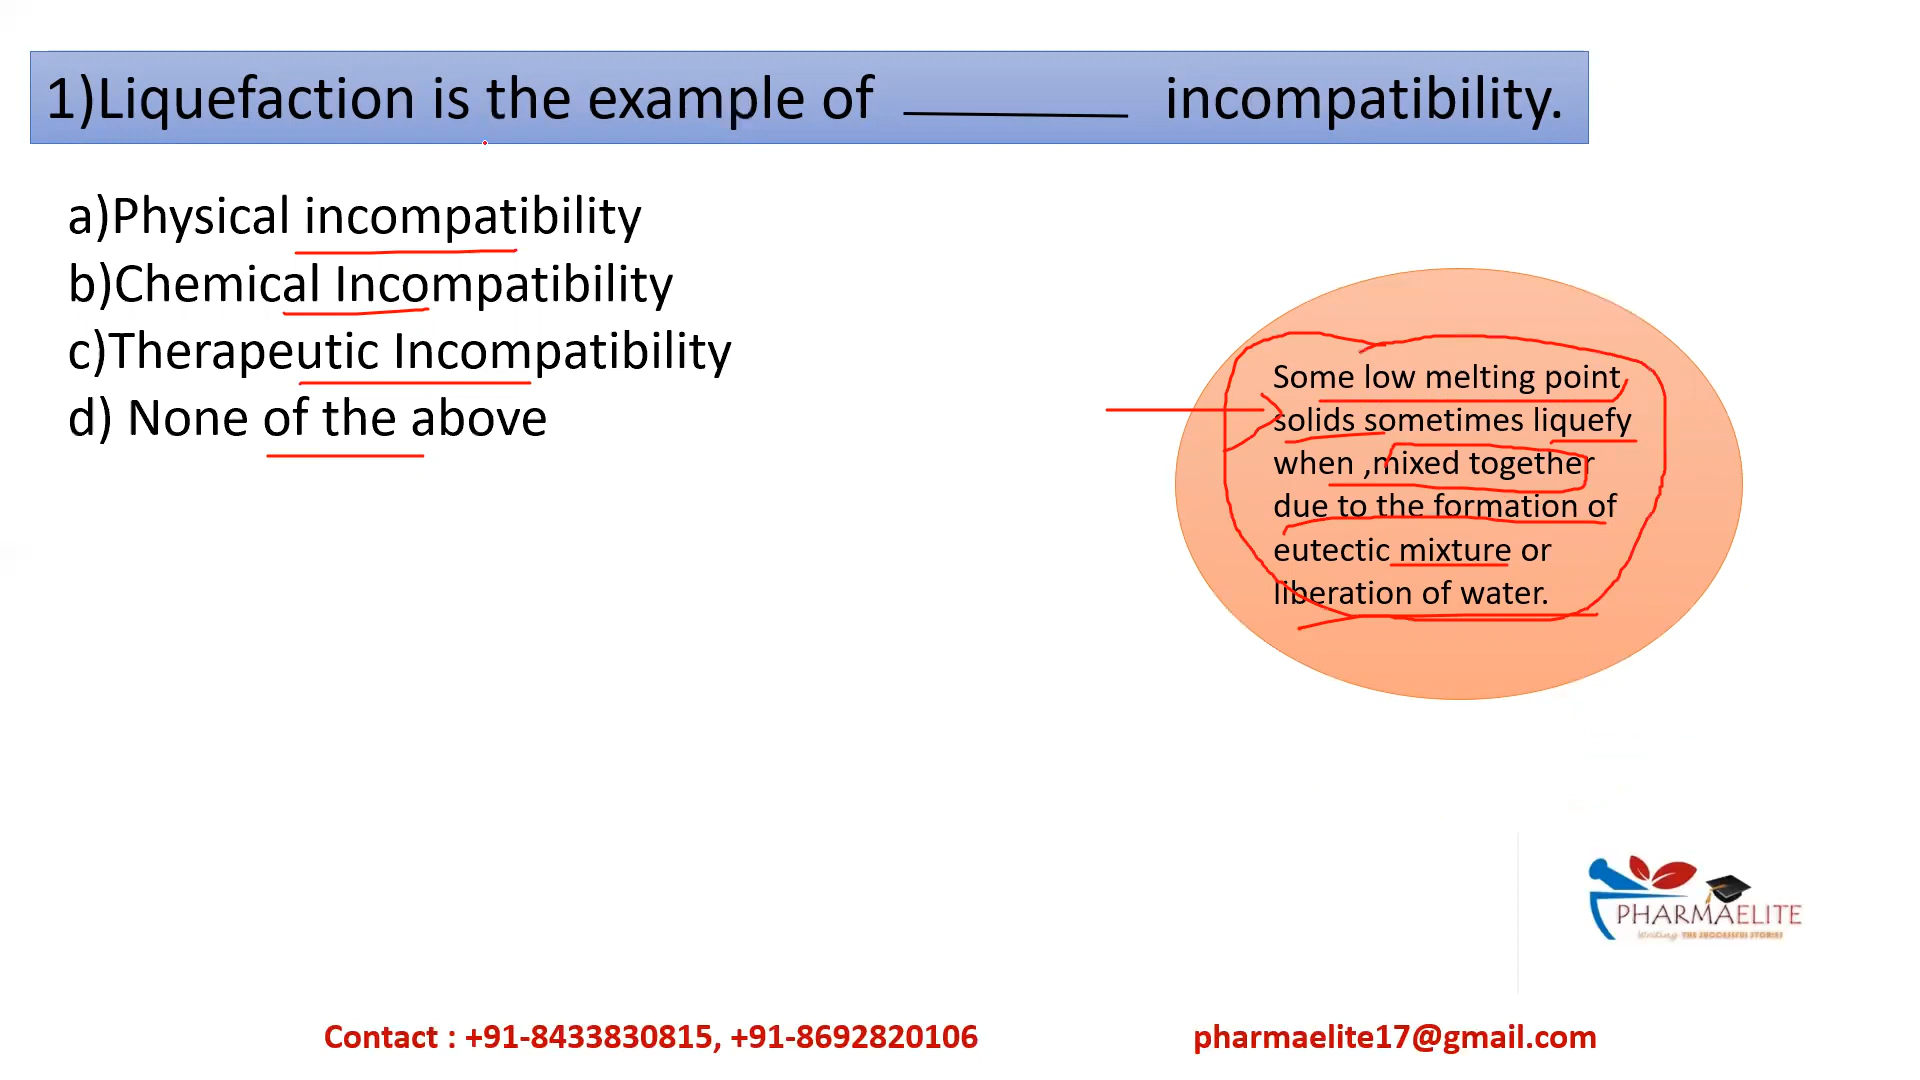 1)Liquefaction is the example of ________ incompatibility.
a)Physical incompatibility
b)Chemical Incompatibility
c)Therapeutic Incompatibility
d) None of the above
Some low melting point
solids sometimes liquefy
when ,mixed together
due to the formation of
eutectic mixture or
liberation of water.
PHARMAELITE
Writing THE SUCCESSFUL STORIES
Contact : +91-8433830815, +91-8692820106
pharmaelite17@gmail.com